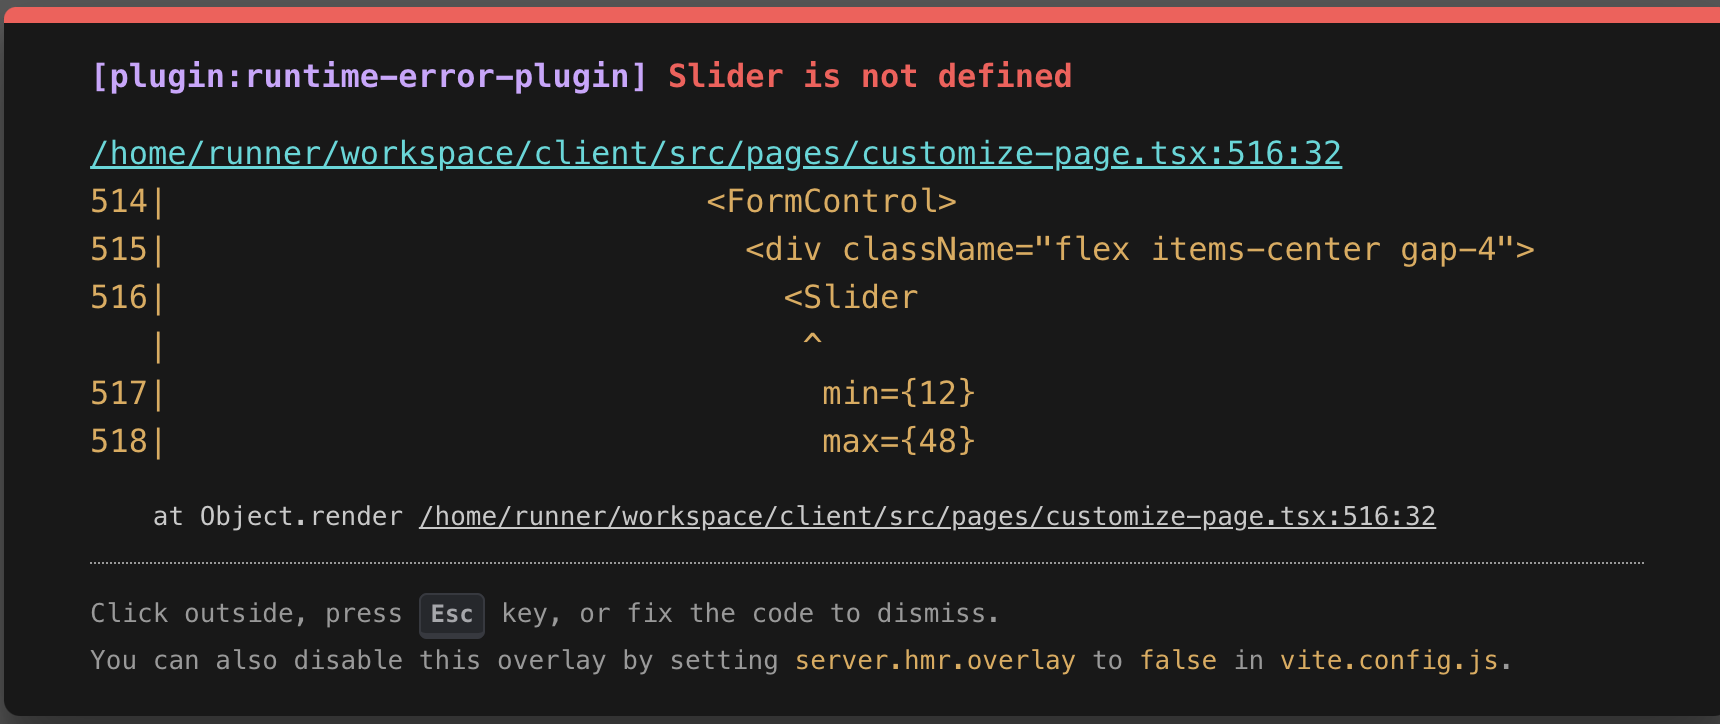 [plugin:runtime-error-plugin] Slider is not defined
/home/runner/workspace/client/src/pages/customize-page.tsx:516:32
514|                            <FormControl>
515|                              <div className="flex items-center gap-4">
516|                                <Slider
   |                                 ^
517|                                  min={12}
518|                                  max={48}
at Object.render /home/runner/workspace/client/src/pages/customize-page.tsx:516:32
Click outside, press Esc key, or fix the code to dismiss.
You can also disable this overlay by setting server.hmr.overlay to false in vite.config.js.